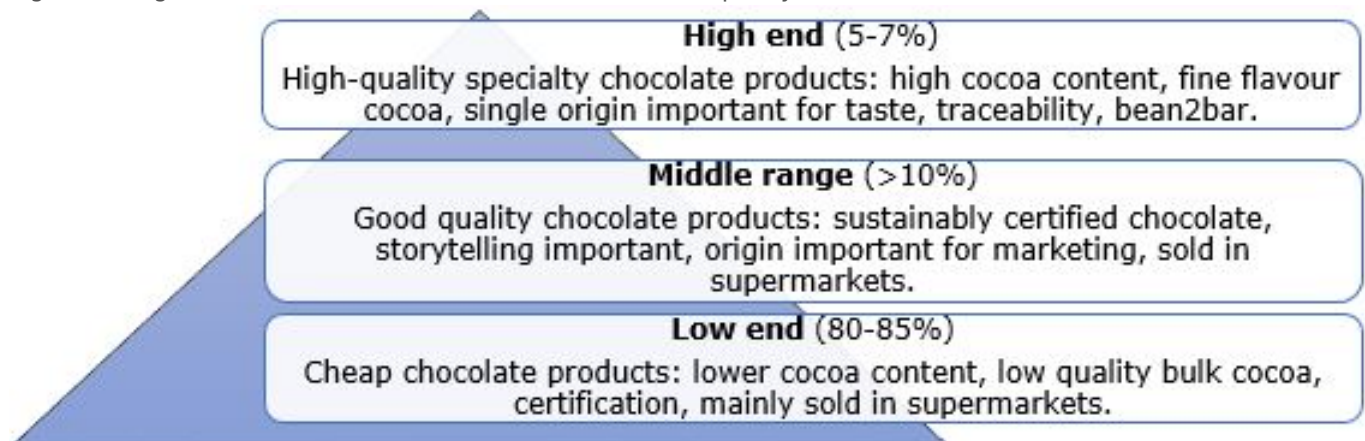 High end (5-7%)
High-quality specialty chocolate products: high cocoa content, fine flavour
cocoa, single origin important for taste, traceability, bean2bar.
Middle range (>10%)
Good quality chocolate products: sustainably certified chocolate,
storytelling important, origin important for marketing, sold in
supermarkets.
Low end (80-85%)
Cheap chocolate products: lower cocoa content, low quality bulk cocoa,
certification, mainly sold in supermarkets.